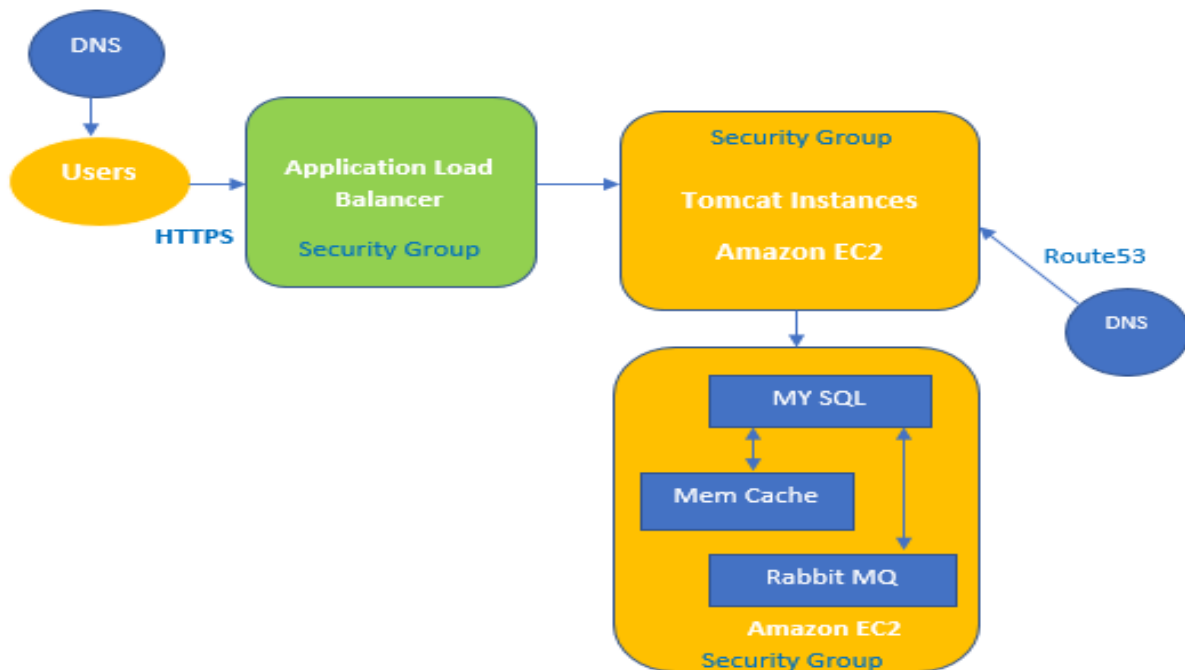 DNS
Users
HTTPS
Application Load
Balancer
Security Group
Security Group
Tomcat Instances
Amazon EC2
Route53
DNS
MY SQL
Mem Cache
Rabbit MQ
Amazon EC2
Security Group